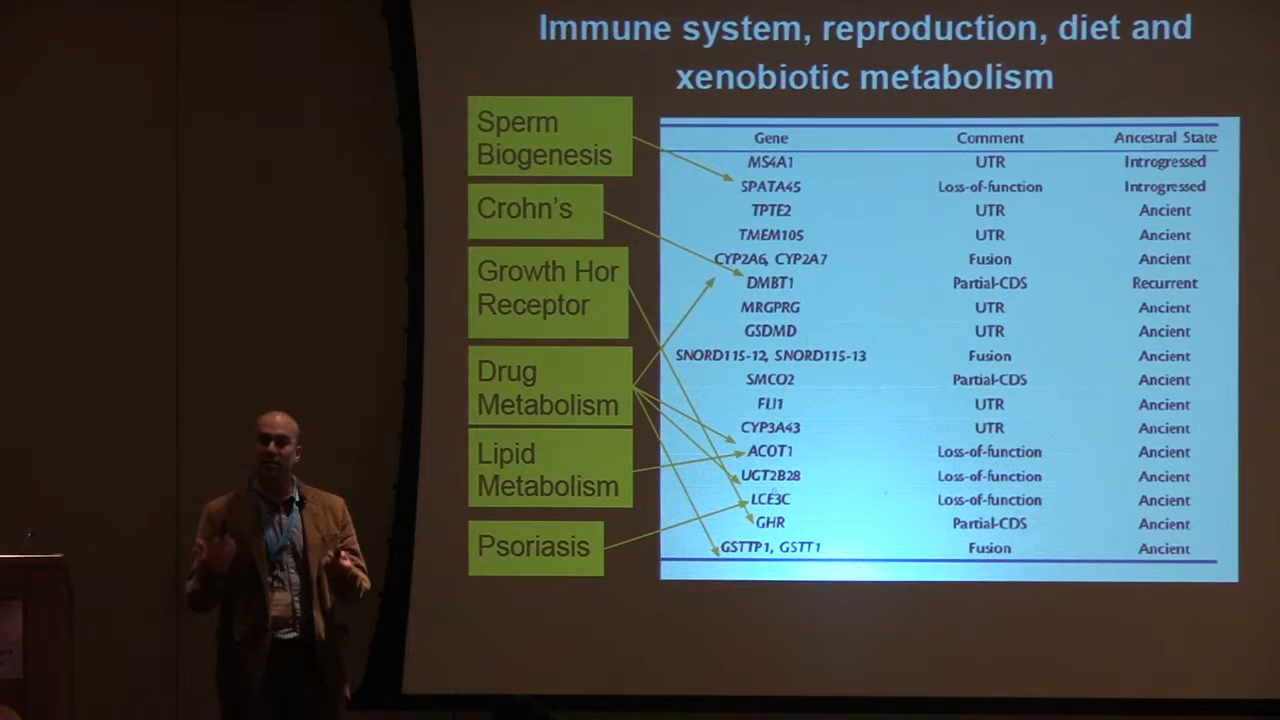 Immune system, reproduction, diet and
xenobiotic metabolism
Sperm
Biogenesis
Crohn's
Growth Hor
Receptor
Drug
Metabolism
Lipid
Metabolism
Psoriasis
Gene Comment Ancestral State
MS4A1 UTR Introgressed
SPATA45 Loss-of-function Introgressed
TPTE2 UTR Ancient
TMEM105 UTR Ancient
CYP2A6, CYP2A7 Fusion Ancient
DMBT1 Partial-CDS Recurrent
MRGPRG UTR Ancient
GSDMD UTR Ancient
SNORD115-12, SNORD115-13 Fusion Ancient
SMCO2 Partial-CDS Ancient
FLI1 UTR Ancient
CYP3A43 UTR Ancient
ACOT1 Loss-of-function Ancient
UGT2B28 Loss-of-function Ancient
LCE3C Loss-of-function Ancient
GHR Partial-CDS Ancient
GSTTP1, GSTT1 Fusion Ancient